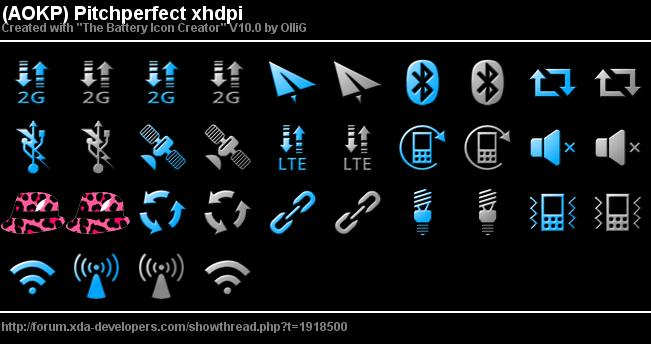 (AOKP) Pitchperfect xhdpi
Created with "The Battery Icon Creator" V10.0 by OlliG
2G 2G 2G 2G
LTE LTE
http://forum.xda-developers.com/showthread.php?t=1918500